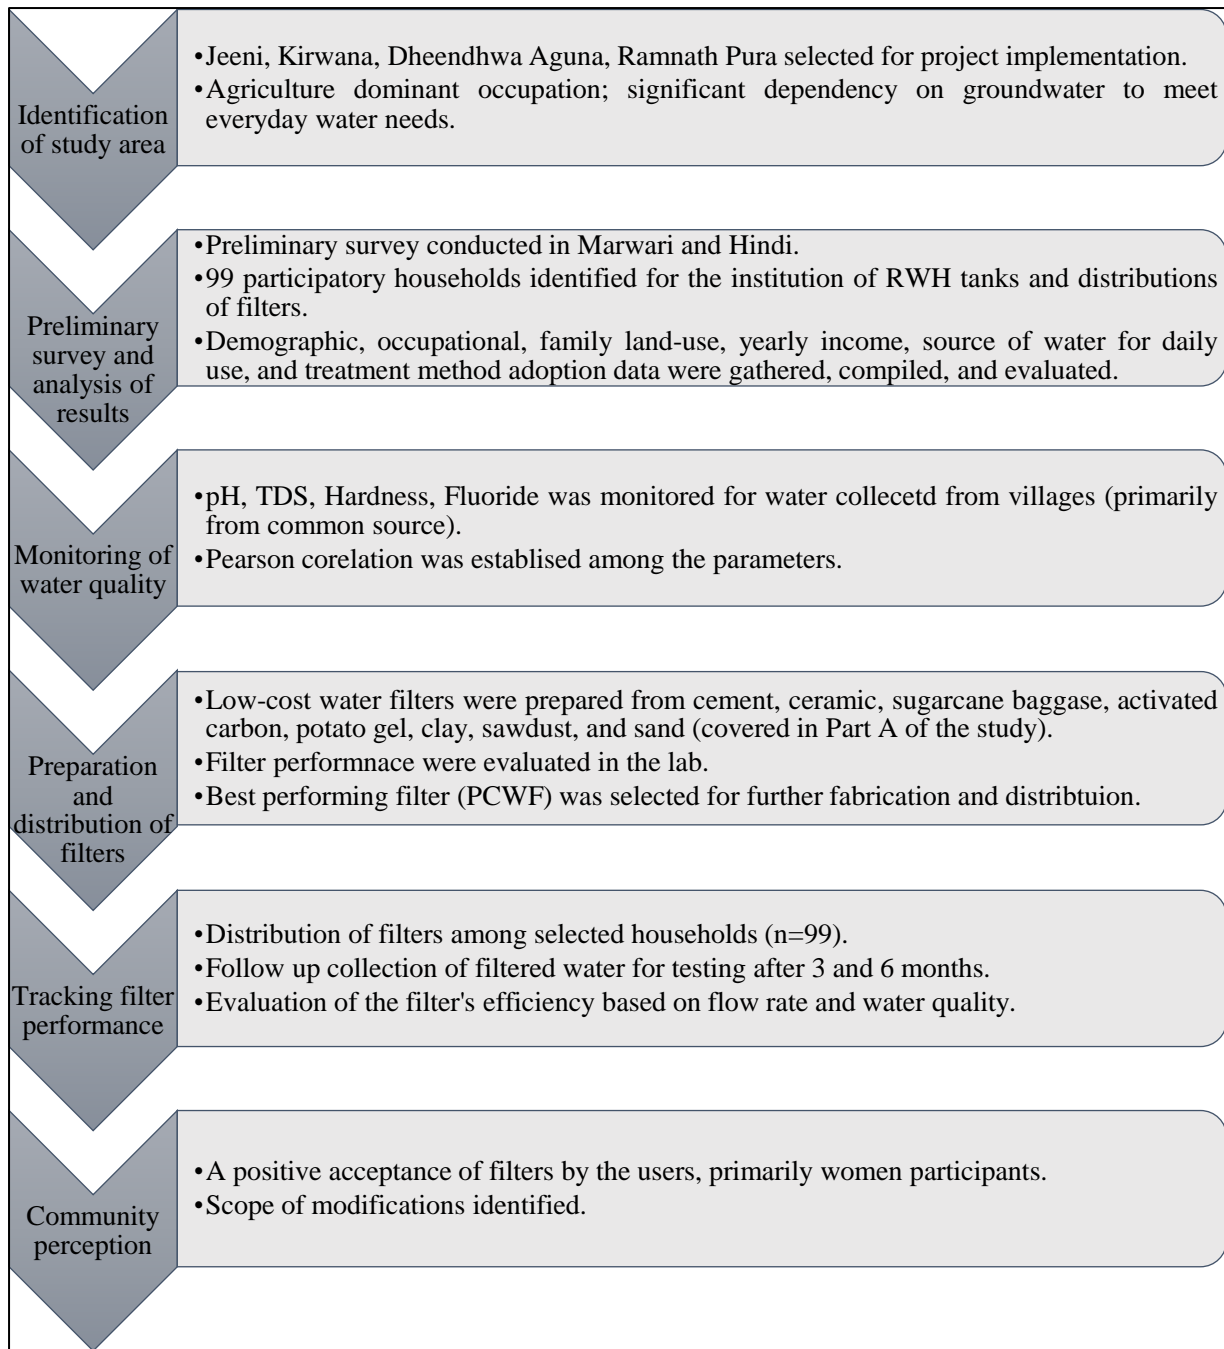 Identification
of study area
•Jeeni, Kirwana, Dheendhwa Aguna, Ramnath Pura selected for project implementation.
•Agriculture dominant occupation; significant dependency on groundwater to meet
everyday water needs.
Preliminary
survey and
analysis of
results
•Preliminary survey conducted in Marwari and Hindi.
•99 participatory households identified for the institution of RWH tanks and distributions
of filters.
•Demographic, occupational, family land-use, yearly income, source of water for daily
use, and treatment method adoption data were gathered, compiled, and evaluated.
Monitoring of
water quality
•pH, TDS, Hardness, Fluoride was monitored for water collecetd from villages (primarily
from common source).
•Pearson corelation was establised among the parameters.
Preparation
and
distribution of
filters
•Low-cost water filters were prepared from cement, ceramic, sugarcane baggase, activated
carbon, potato gel, clay, sawdust, and sand (covered in Part A of the study).
•Filter performnace were evaluated in the lab.
•Best performing filter (PCWF) was selected for further fabrication and distribtuion.
Tracking filter
performance
•Distribution of filters among selected households (n=99).
•Follow up collection of filtered water for testing after 3 and 6 months.
•Evaluation of the filter's efficiency based on flow rate and water quality.
Community
perception
•A positive acceptance of filters by the users, primarily women participants.
•Scope of modifications identified.